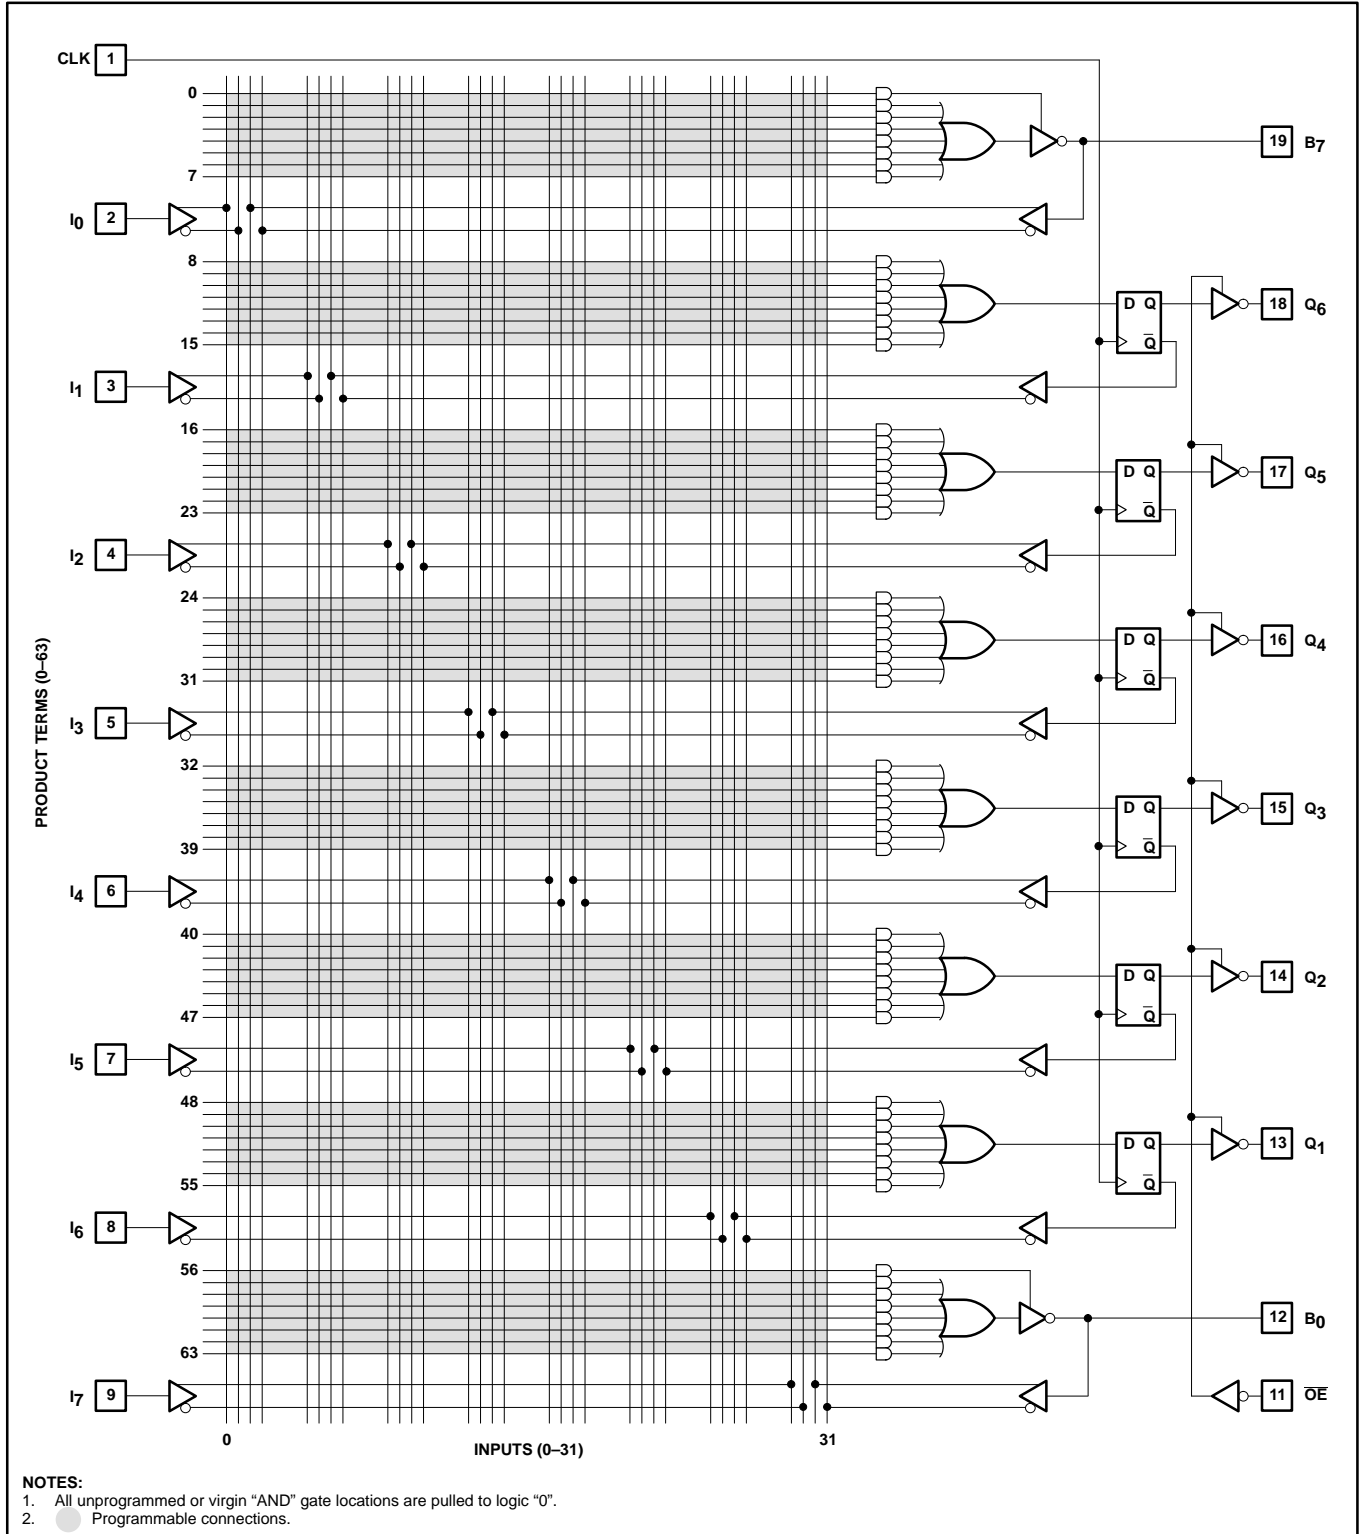 CLK 1
0
7
19 B7
I0 2
8
15
D Q
Q̅
18 Q6
I1 3
16
23
D Q
Q̅
17 Q5
I2 4
24
31
D Q
Q̅
16 Q4
I3 5
32
39
D Q
Q̅
15 Q3
I4 6
40
47
D Q
Q̅
14 Q2
I5 7
48
55
D Q
Q̅
13 Q1
I6 8
56
63
12 B0
I7 9
11 O̅E̅
PRODUCT TERMS (0–63)
0
31
INPUTS (0–31)
NOTES:
1. All unprogrammed or virgin “AND” gate locations are pulled to logic “0”.
2. Programmable connections.